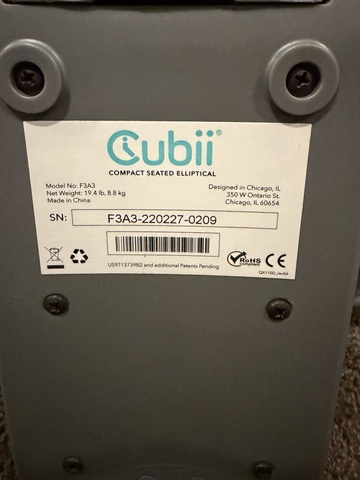 Cubii
COMPACT SEATED ELLIPTICAL
Model No: F3A3
Net Weight: 19.4 lb, 8.8 kg
Made in China
Designed in Chicago, IL
350 W Ontario St.
Chicago, IL 60654
SN: F3A3-220227-0209
US9713739B2 and additional Patents Pending
RoHS
compliant
CE